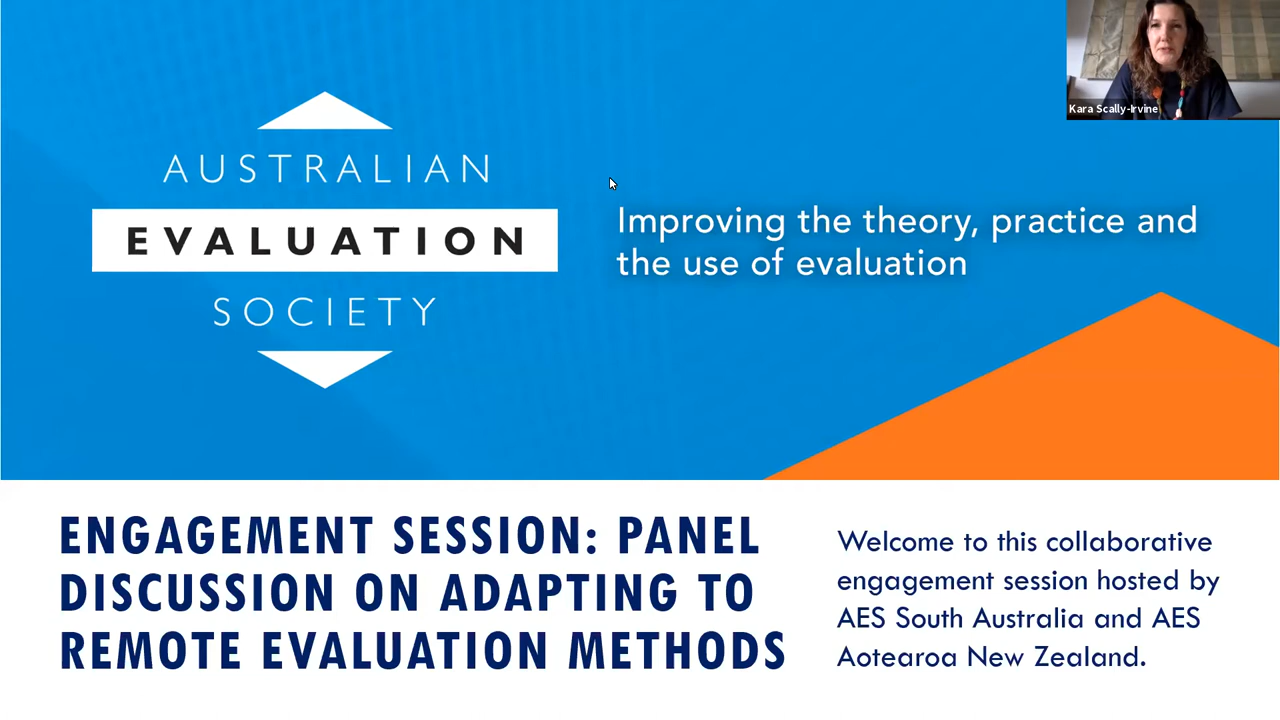 Kara Scally-Irvine
AUSTRALIAN
EVALUATION
SOCIETY
Improving the theory, practice and
the use of evaluation
ENGAGEMENT SESSION: PANEL
DISCUSSION ON ADAPTING TO
REMOTE EVALUATION METHODS
Welcome to this collaborative
engagement session hosted by
AES South Australia and AES
Aotearoa New Zealand.